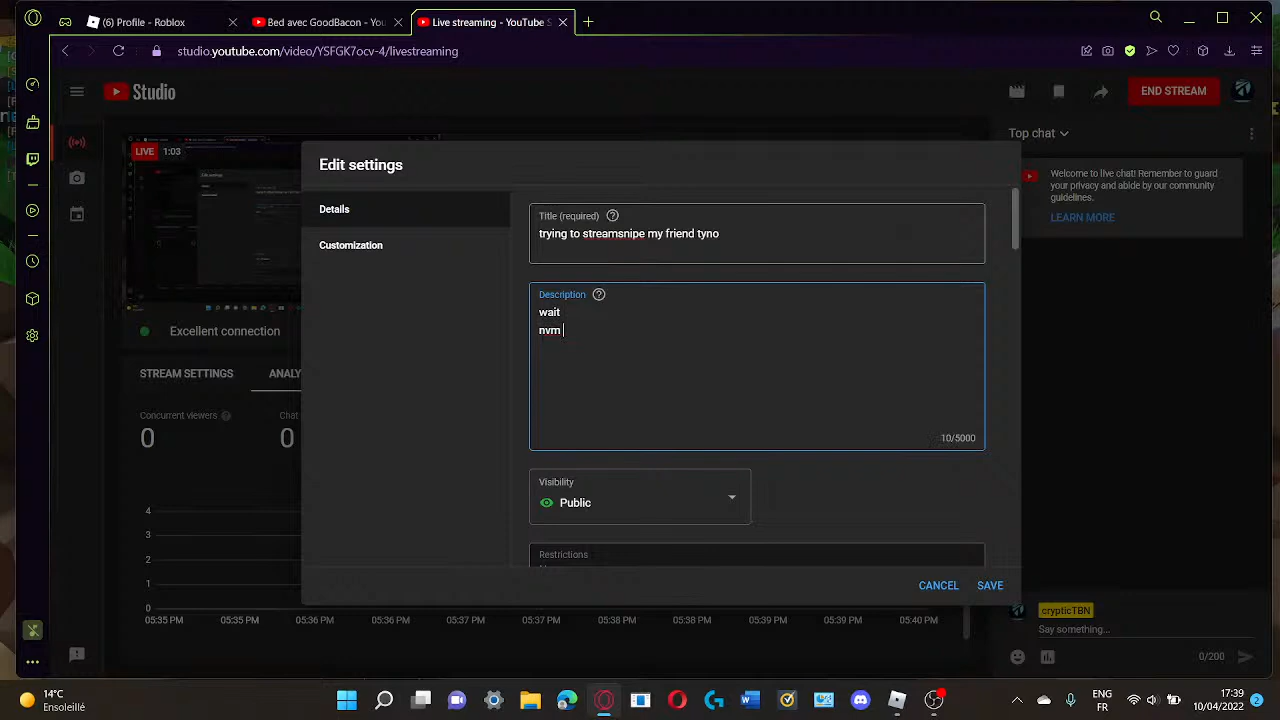 (6) Profile - Roblox
Bed avec GoodBacon - You
Live streaming - YouTube S
studio.youtube.com/video/YSFGK7ocv-4/livestreaming
Studio
END STREAM
LIVE 1:03
Edit settings
Top chat
Welcome to live chat! Remember to guard
your privacy and abide by our community
guidelines.
LEARN MORE
Details
Customization
Title (required)
trying to streamsnipe my friend tyno
Description
wait
nvm
10/5000
Excellent connection
STREAM SETTINGS
ANALY
Concurrent viewers
Chat
0
0
Visibility
Public
Restrictions
CANCEL
SAVE
4
3
2
1
0
05:35 PM 05:35 PM 05:36 PM 05:36 PM 05:37 PM 05:37 PM 05:38 PM 05:38 PM 05:39 PM 05:39 PM 05:40 PM
crypticTBN
Say something...
0/200
14°C
Ensoleillé
ENG
FR
17:39
10/04/2022
2